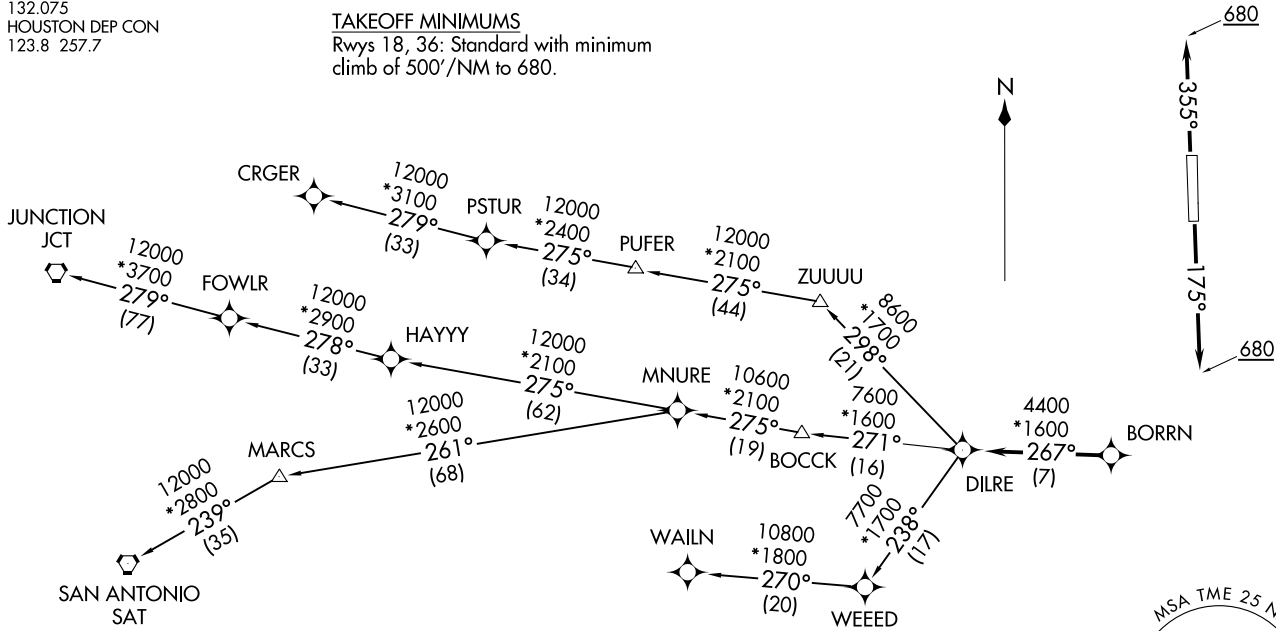 132.075
HOUSTON DEP CON
123.8 257.7
TAKEOFF MINIMUMS
Rwys 18, 36: Standard with minimum
climb of 500'/NM to 680.
680
355°
175°
680
N
CRGER
12000
*3100
279°
(33)
PSTUR
12000
*2400
275°
(34)
PUFER
12000
*2100
275°
(44)
ZUUUU
8600
*1700
298°
(21)
JUNCTION
JCT
12000
*3700
279°
(77)
FOWLR
12000
*2900
278°
(33)
HAYYY
12000
*2100
275°
(62)
MNURE
10600
*2100
275°
(19)
BOCCK
7600
*1600
271°
(16)
DILRE
4400
*1600
267°
(7)
BORRN
12000
*2600
261°
(68)
MARCS
12000
*2800
239°
(35)
SAN ANTONIO
SAT
7700
*1700
238°
(17)
WEEED
10800
*1800
270°
(20)
WAILN
MSA TME 25 N